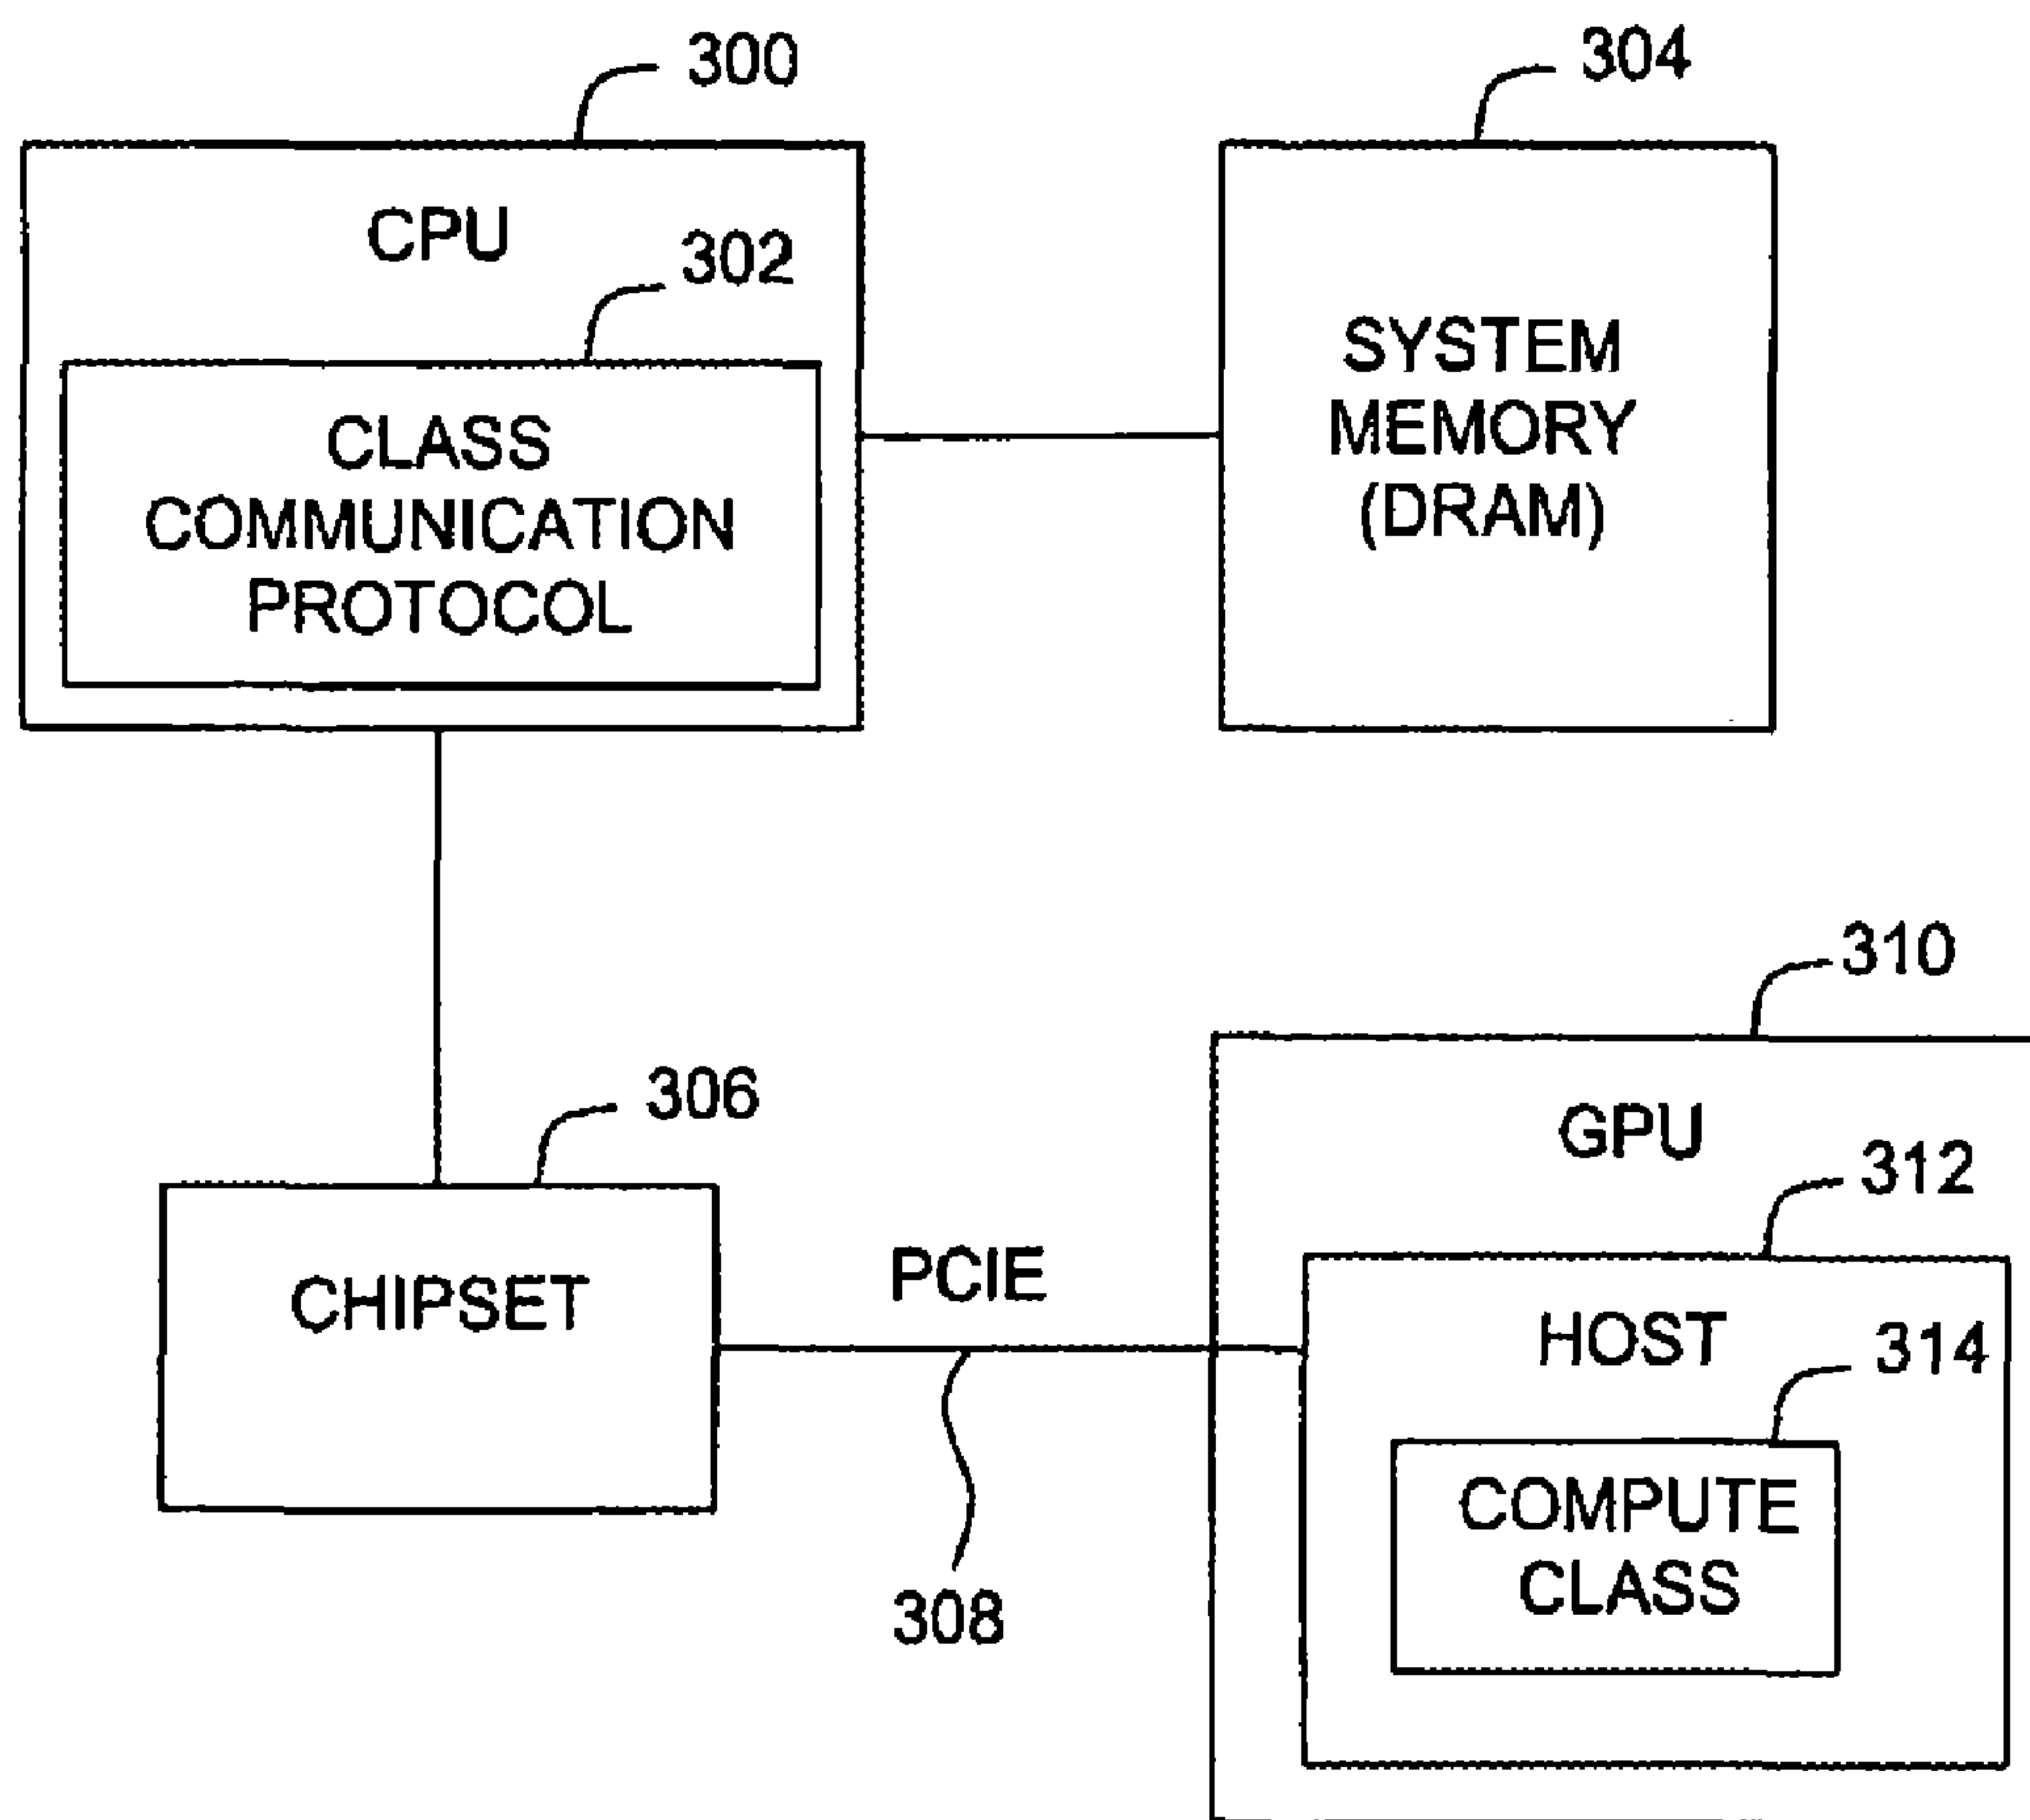 300
304
CPU
302
CLASS
COMMUNICATION
PROTOCOL
SYSTEM
MEMORY
(DRAM)
310
306
GPU
312
CHIPSET
PCIE
HOST
314
COMPUTE
CLASS
308